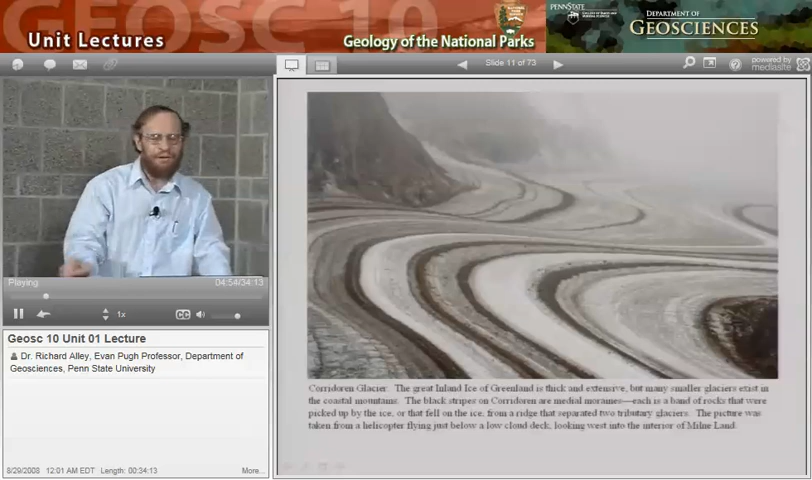 GEOSC 10
Unit Lectures
Geology of the National Parks
PENNSTATE
DEPARTMENT OF
GEOSCIENCES
Slide 11 of 73
powered by
mediasite
Playing
04:54/34:13
1x
CC
Geosc 10 Unit 01 Lecture
Dr. Richard Alley, Evan Pugh Professor, Department of
Geosciences, Penn State University
8/29/2008 12:01 AM EDT Length: 00:34:13
More...
Corridoren Glacier. The great Inland Ice of Greenland is thick and extensive, but many smaller glaciers exist in
the coastal mountains. The black stripes on Corridoren are medial moraines—each is a band of rocks that were
picked up by the ice, or that fell on the ice, from a ridge that separated two tributary glaciers. The picture was
taken from a helicopter flying just below a low cloud deck, looking west into the interior of Milne Land.